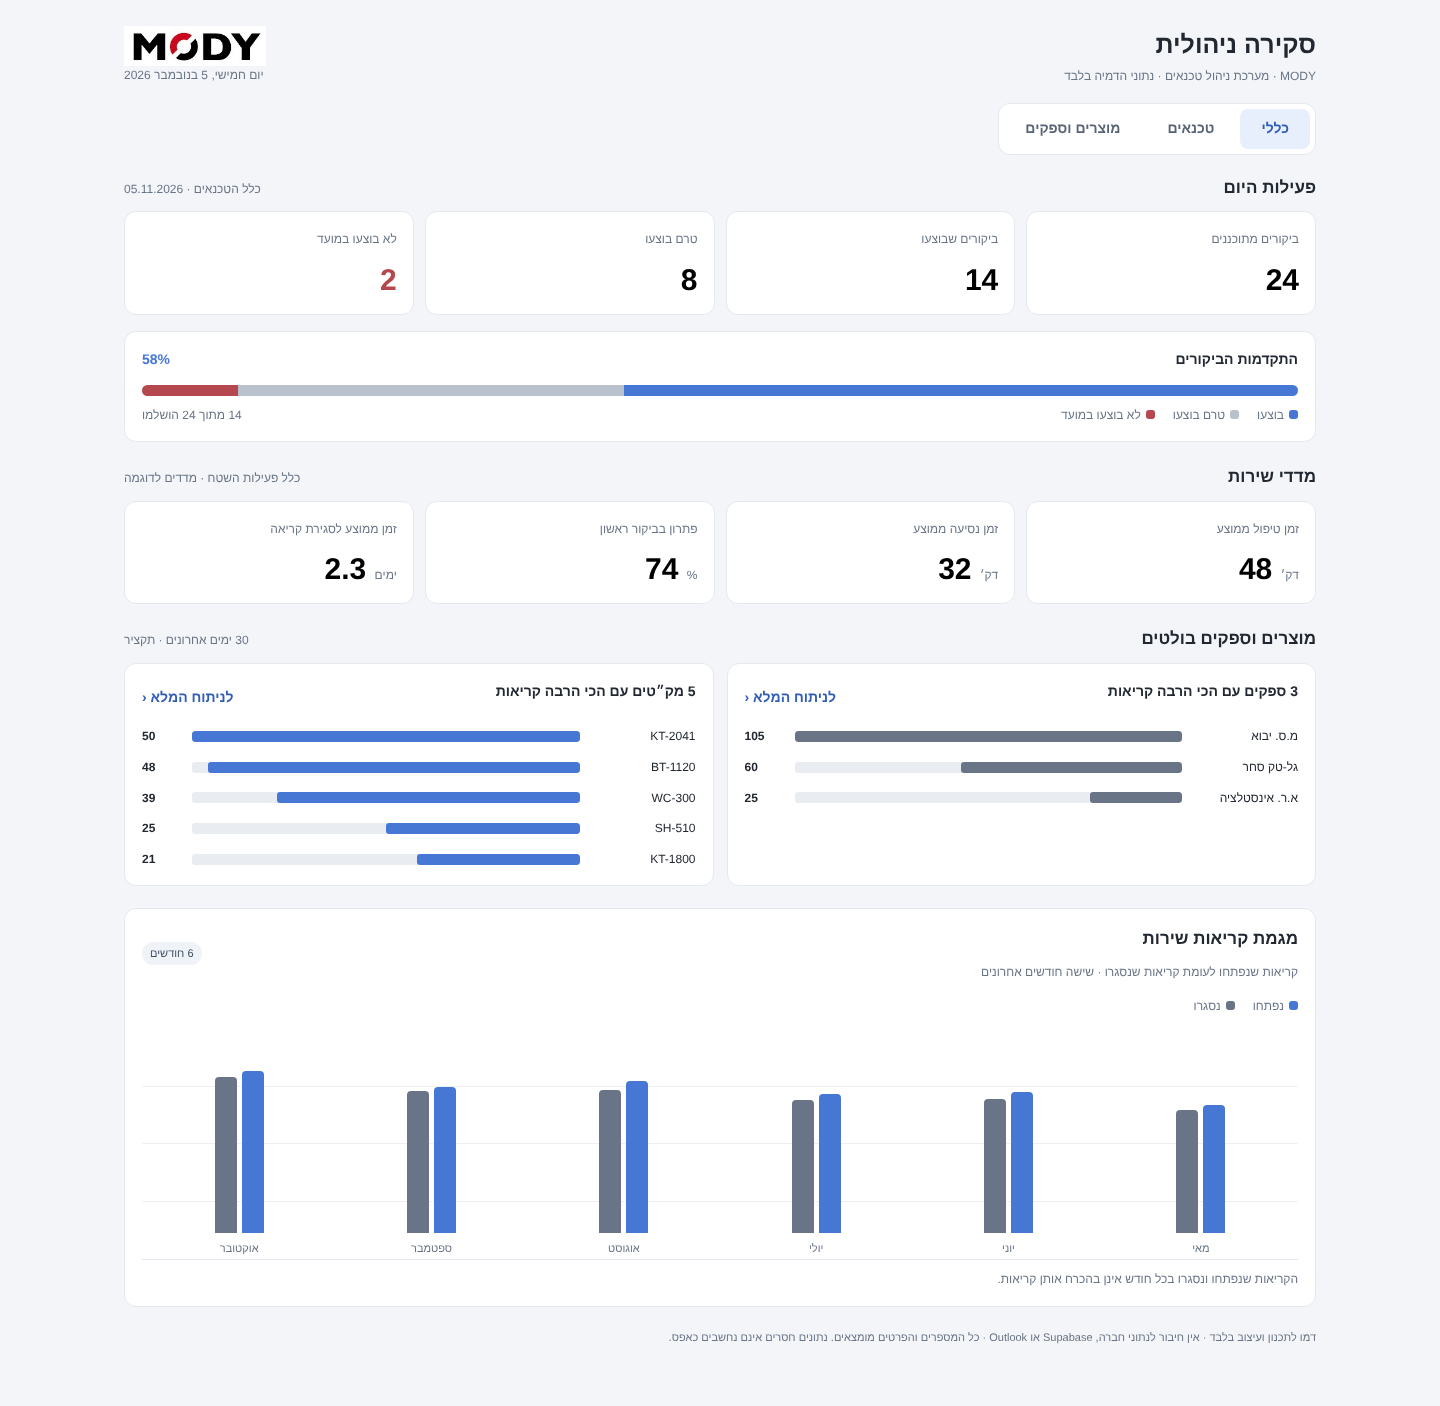 סקירה ניהולית
MODY
MODY · מערכת ניהול טכנאים · נתוני הדמיה בלבד
יום חמישי, 5 בנובמבר 2026
כללי
טכנאים
מוצרים וספקים
פעילות היום
כלל הטכנאים · 05.11.2026
ביקורים מתוכננים
24
ביקורים שבוצעו
14
טרם בוצעו
8
לא בוצעו במועד
2
התקדמות הביקורים
58%
בוצעו
טרם בוצעו
לא בוצעו במועד
14 מתוך 24 הושלמו
מדדי שירות
כלל פעילות השטח · מדדים לדוגמה
זמן טיפול ממוצע
48 דק׳
זמן נסיעה ממוצע
32 דק׳
פתרון בביקור ראשון
74 %
זמן ממוצע לסגירת קריאה
2.3 ימים
מוצרים וספקים בולטים
30 ימים אחרונים · תקציר
3 ספקים עם הכי הרבה קריאות
לניתוח המלא ‹
מ.ס. יבוא 105
גל-טק סחר 60
א.ר. אינסטלציה 25
5 מק״טים עם הכי הרבה קריאות
לניתוח המלא ‹
KT-2041 50
BT-1120 48
WC-300 39
SH-510 25
KT-1800 21
מגמת קריאות שירות
6 חודשים
קריאות שנפתחו לעומת קריאות שנסגרו · שישה חודשים אחרונים
נפתחו
נסגרו
מאי
יוני
יולי
אוגוסט
ספטמבר
אוקטובר
הקריאות שנפתחו ונסגרו בכל חודש אינן בהכרח אותן קריאות.
דמו לתכנון ועיצוב בלבד · אין חיבור לנתוני חברה, Supabase או Outlook · כל המספרים והפרטים מומצאים. נתונים חסרים אינם נחשבים כאפס.